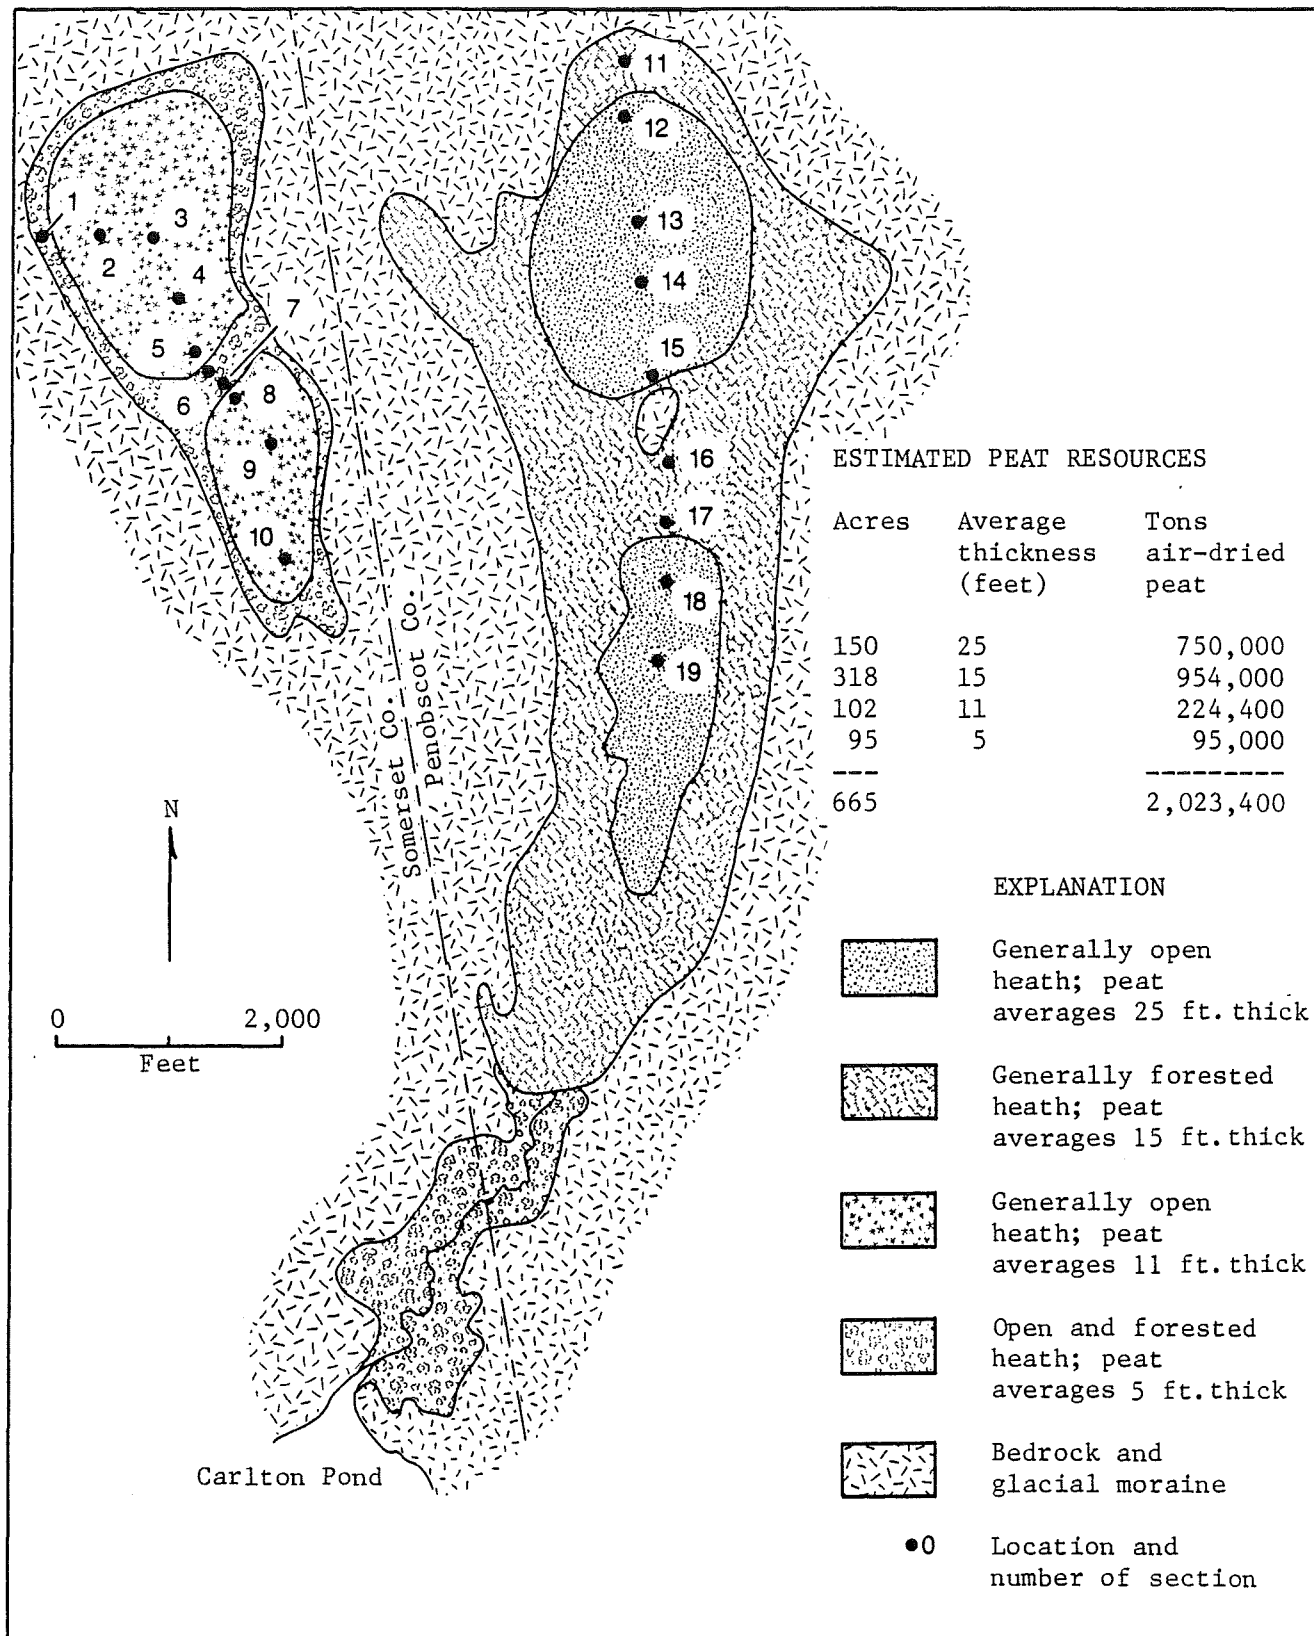 11
12
1
3
13
2
4
14
7
5
15
8
6
16
9
17
10
18
19
Somerset Co.
Penobscot Co.
N
0 2,000
Feet
Carlton Pond
ESTIMATED PEAT RESOURCES
Acres Average Tons
thickness air-dried
(feet) peat
150 25 750,000
318 15 954,000
102 11 224,400
95 5 95,000
--- ---------
665 2,023,400
EXPLANATION
Generally open
heath; peat
averages 25 ft. thick
Generally forested
heath; peat
averages 15 ft. thick
Generally open
heath; peat
averages 11 ft. thick
Open and forested
heath; peat
averages 5 ft. thick
Bedrock and
glacial moraine
0 Location and
number of section